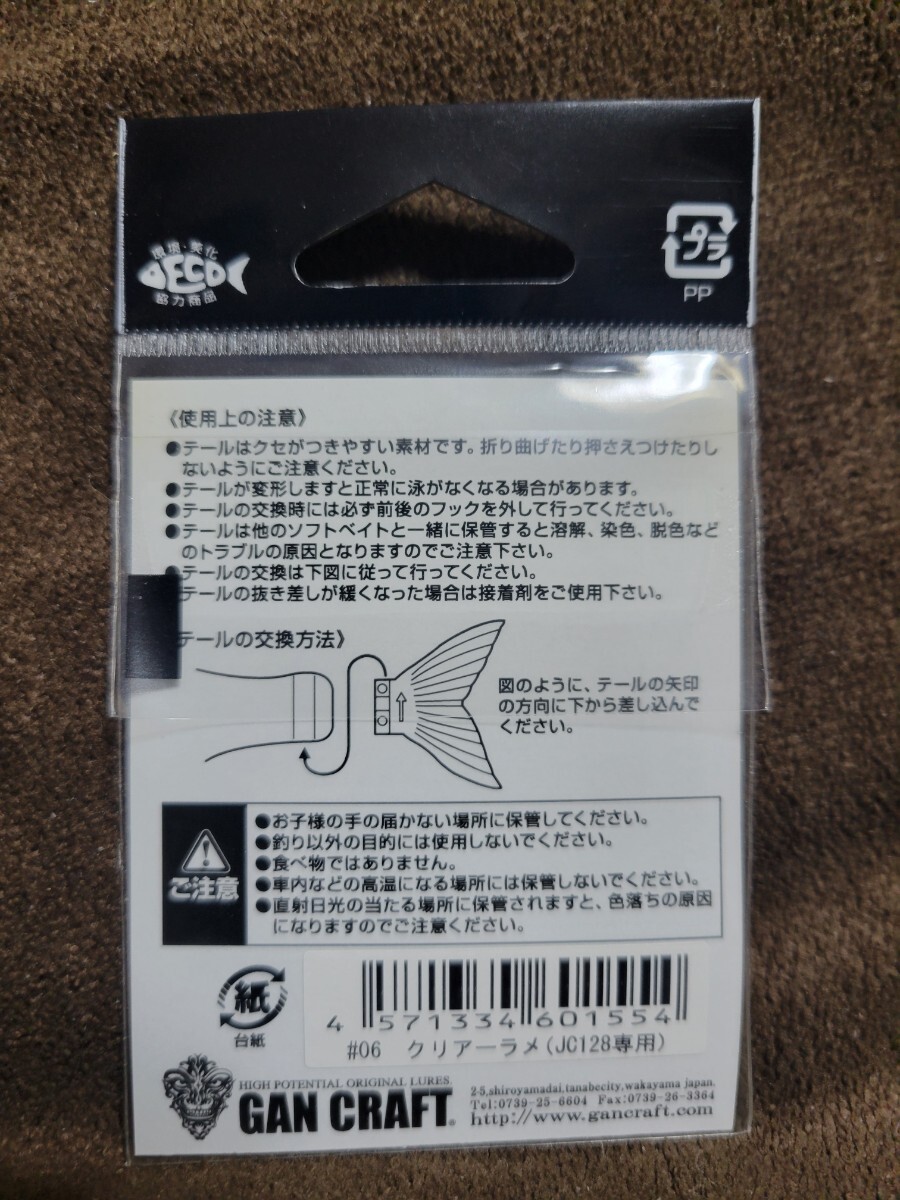 環境・美化
ECO
協力商品
プラ
PP
《使用上の注意》
●テールはクセがつきやすい素材です。折り曲げたり押さえつけたりし
ないようにご注意ください。
●テールが変形しますと正常に泳がなくなる場合があります。
●テールの交換時には必ず前後のフックを外して行ってください。
●テールは他のソフトベイトと一緒に保管すると溶解、染色、脱色など
のトラブルの原因となりますのでご注意下さい。
●テールの交換は下図に従って行ってください。
テールの抜き差しが緩くなった場合は接着剤をご使用下さい。
テールの交換方法》
図のように、テールの矢印
の方向に下から差し込んで
ください。
ご注意
●お子様の手の届かない場所に保管してください。
●釣り以外の目的には使用しないでください。
●食べ物ではありません。
●車内などの高温になる場所には保管しないでください。
●直射日光の当たる場所に保管されますと、色落ちの原因
になりますのでご注意ください。
紙
台紙
4 571334 601554
#06 クリアーラメ(JC128専用)
HIGH POTENTIAL ORIGINAL LURES.
GAN CRAFT®
2-5,shiroyamadai,tanabecity,wakayama japan.
Tel:0739-25-6604 Fax:0739-26-3364
http://www.gancraft.com